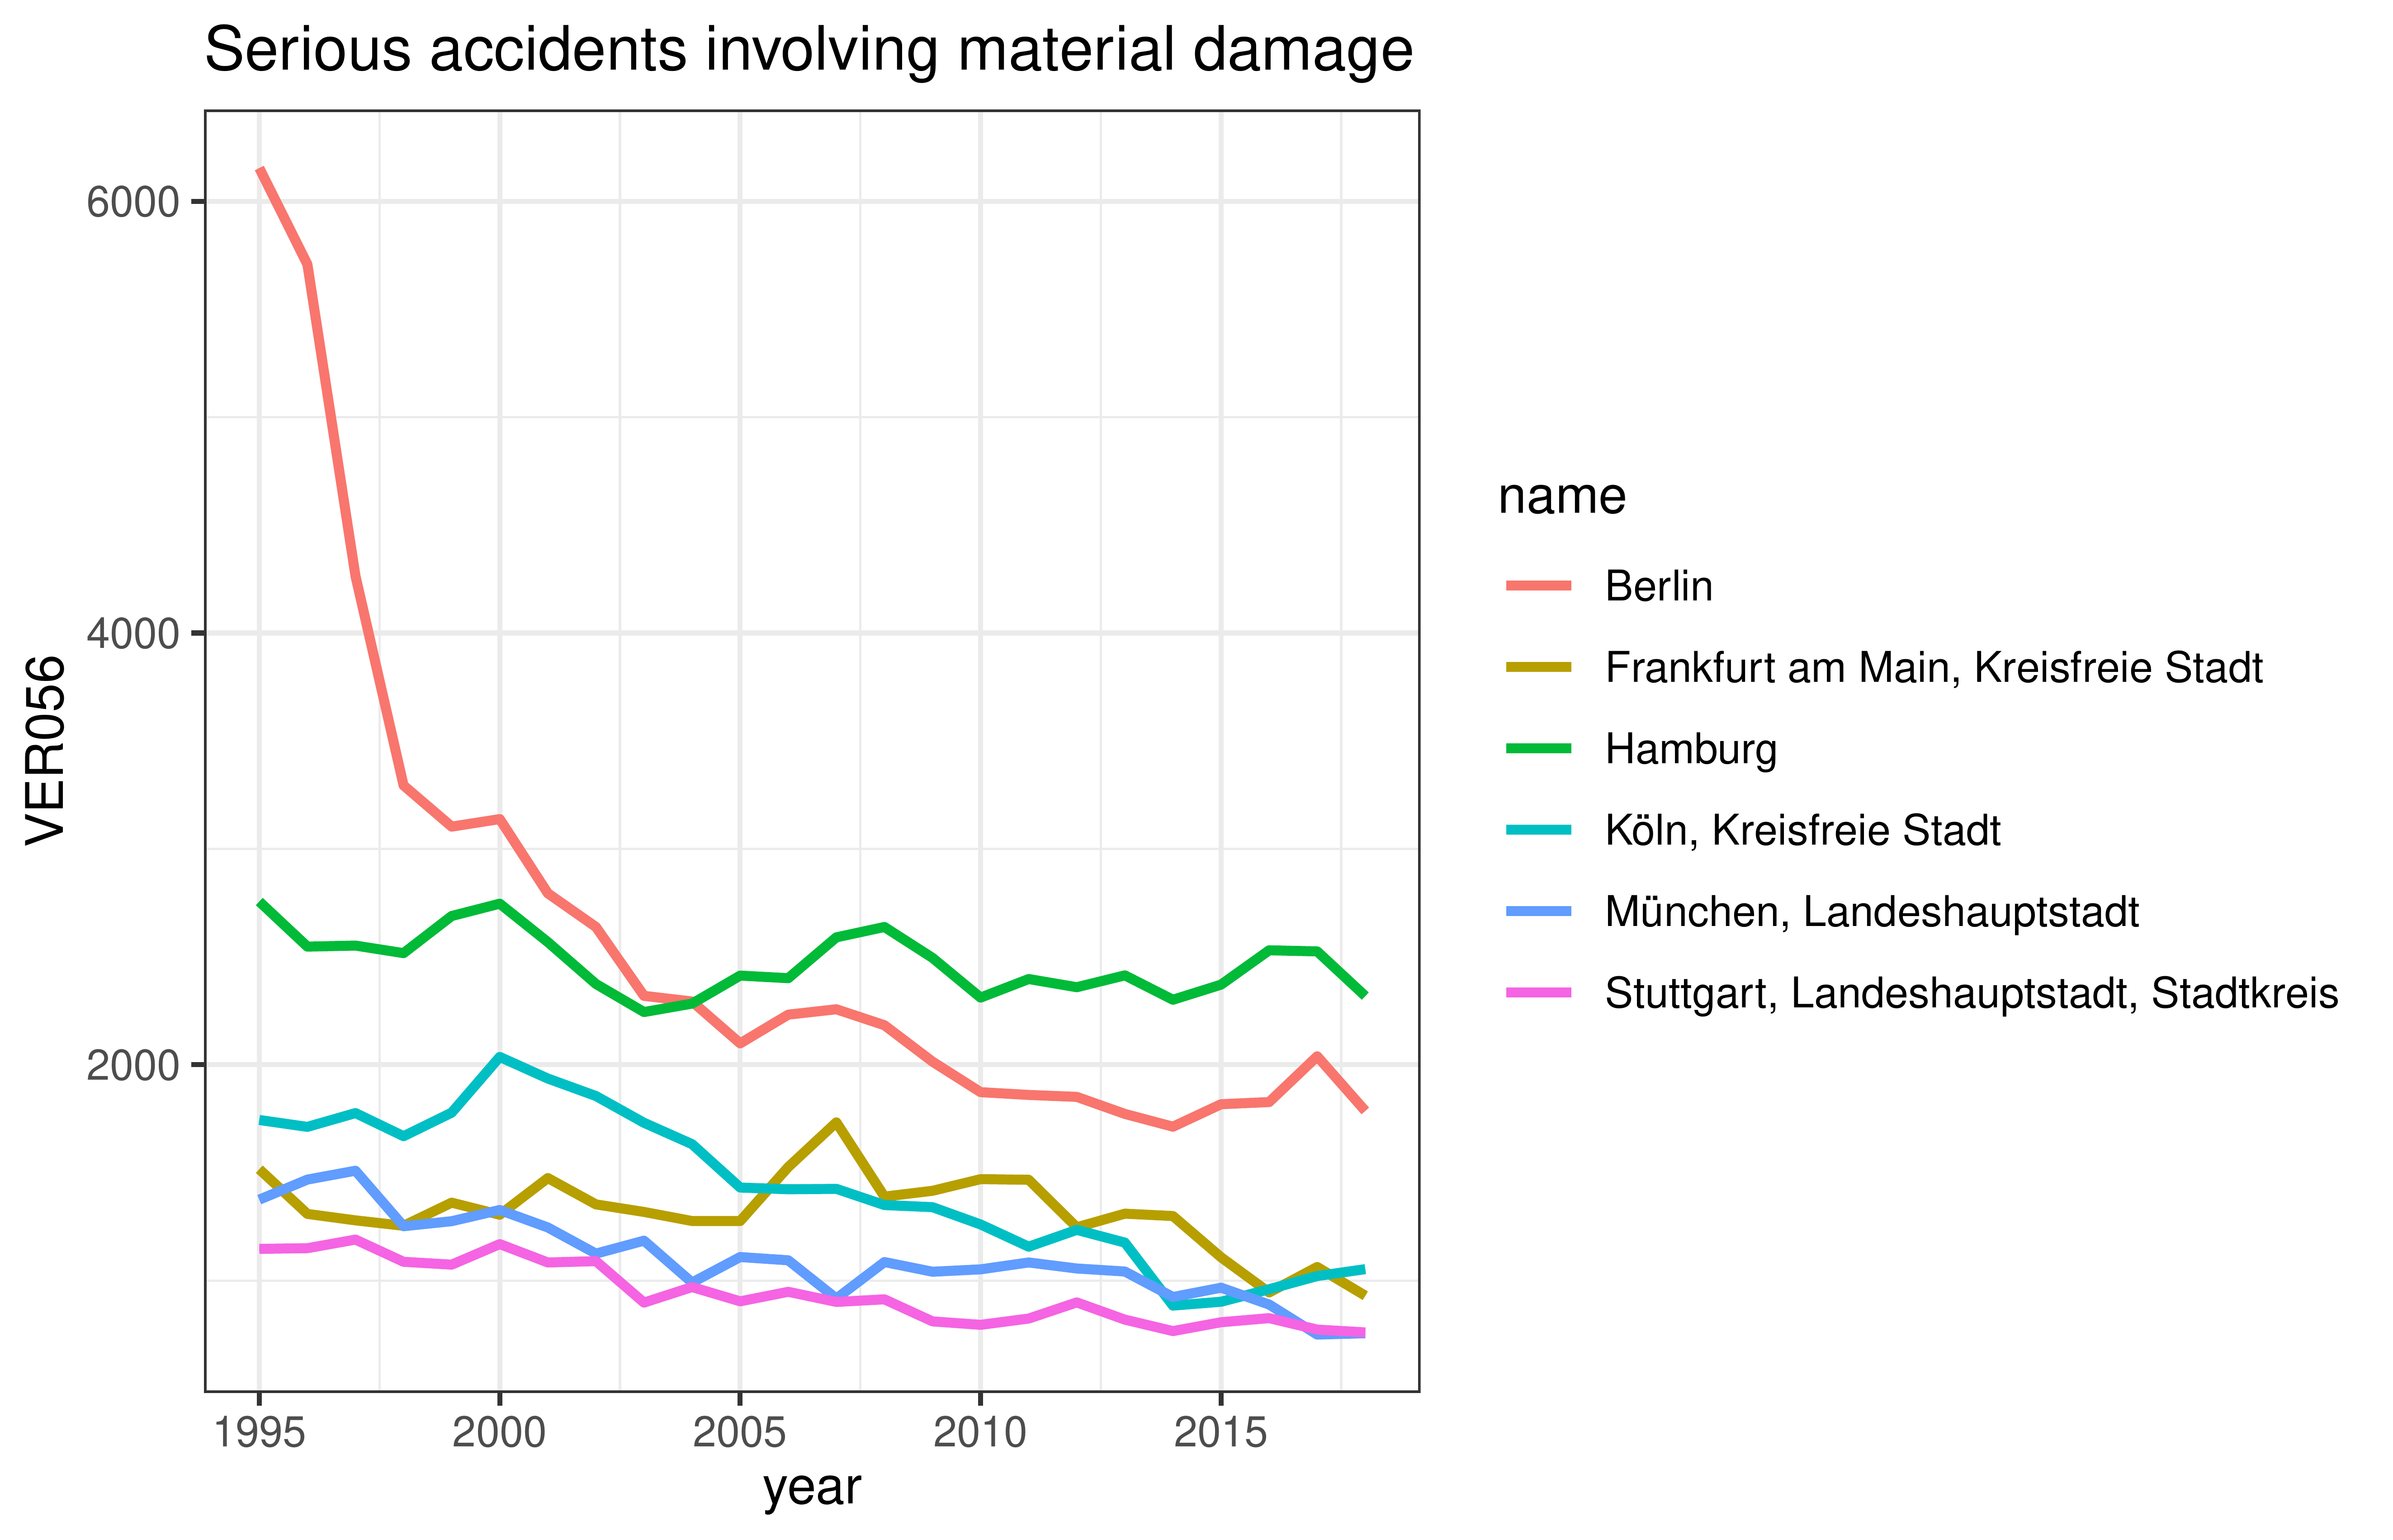 Serious accidents involving material damage
6000
4000
2000
VER056
1995 2000 2005 2010 2015
year
name
Berlin
Frankfurt am Main, Kreisfreie Stadt
Hamburg
Köln, Kreisfreie Stadt
München, Landeshauptstadt
Stuttgart, Landeshauptstadt, Stadtkreis